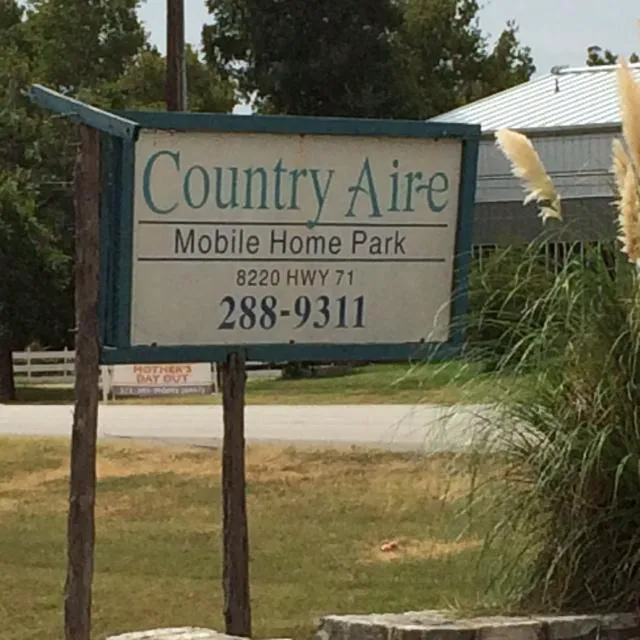 Country Aire
Mobile Home Park
8220 HWY 71
288-9311
MOTHER'S
DAY OUT